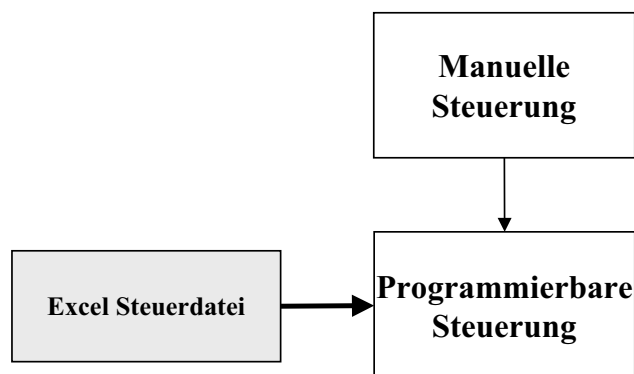 Manuelle
Steuerung
Excel Steuerdatei
Programmierbare
Steuerung